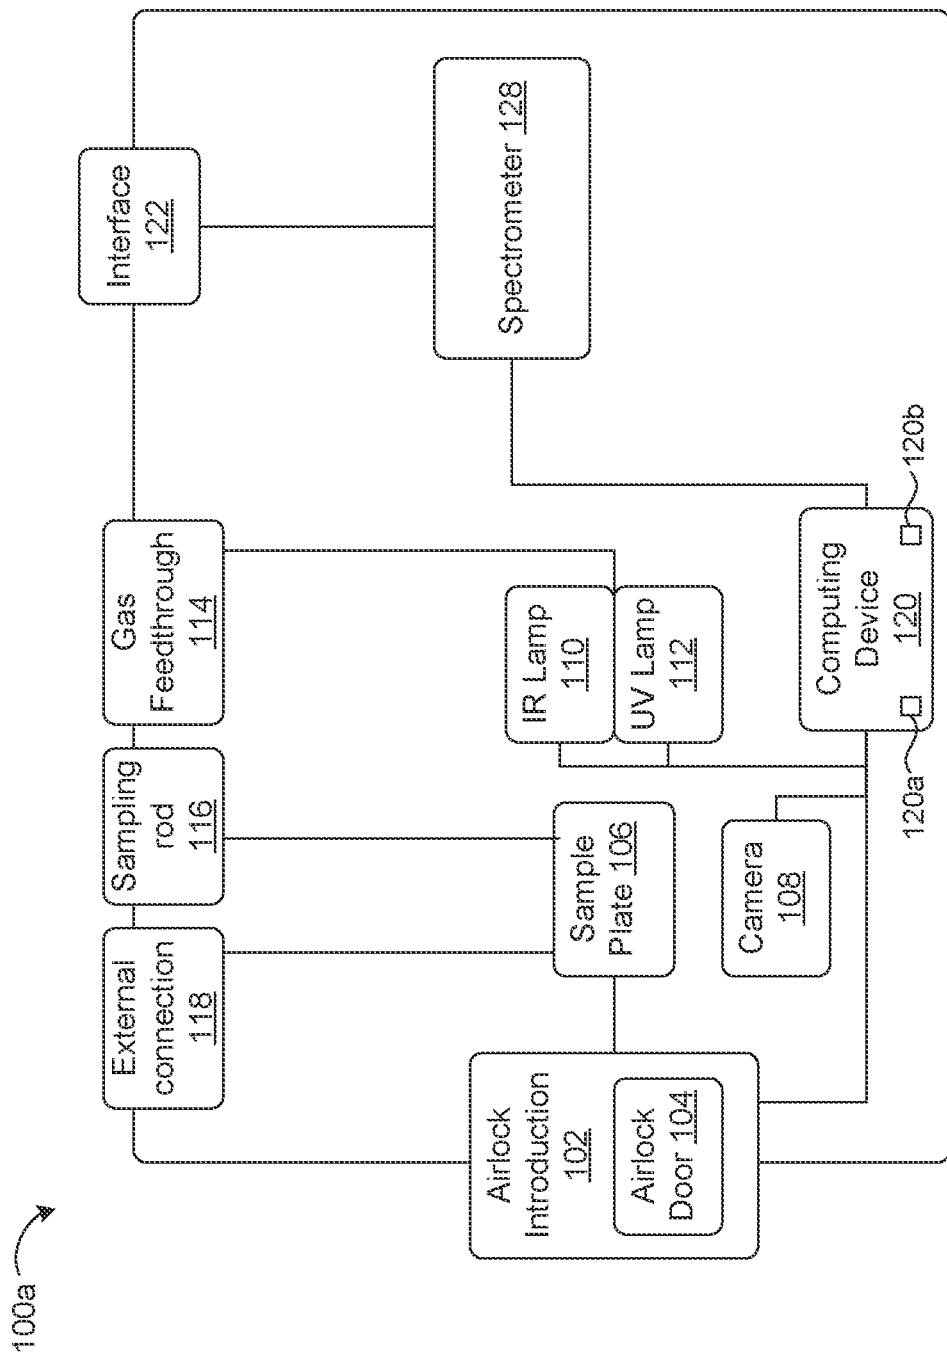 100a
External
connection
118
Sampling
rod
116
Gas
Feedthrough
114
Interface
122
Airlock
Introduction
102
Airlock
Door 104
Sample
Plate 106
IR Lamp
110
UV Lamp
112
Spectrometer 128
Camera
108
Computing
Device
120
120a
120b